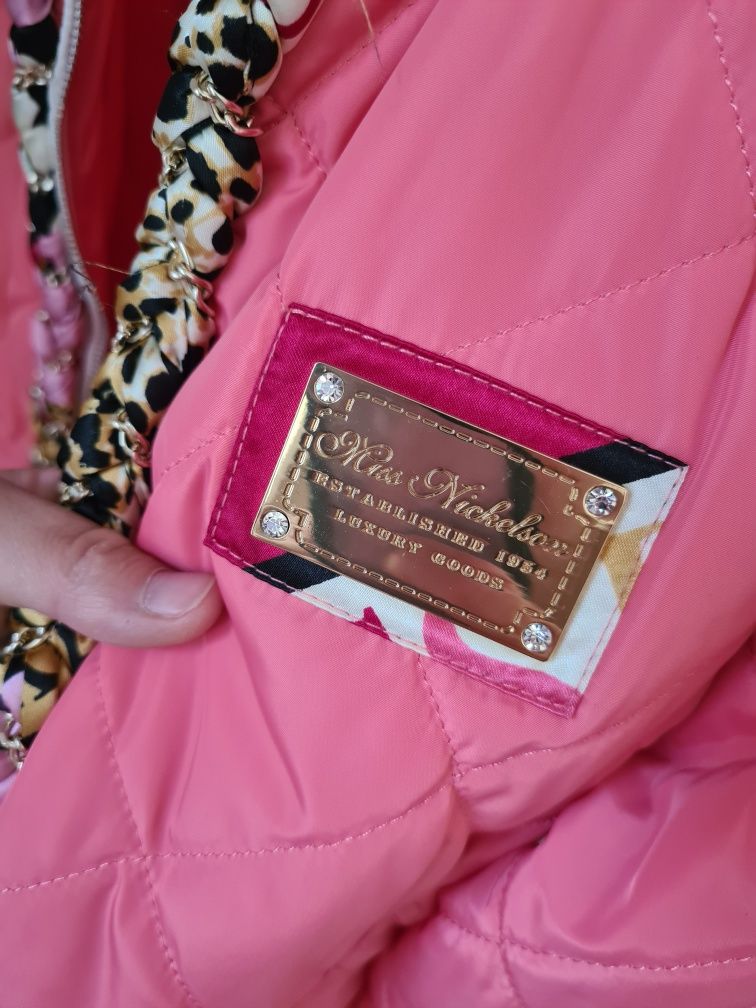 Miss Nickelson
ESTABLISHED 1954
LUXURY GOODS